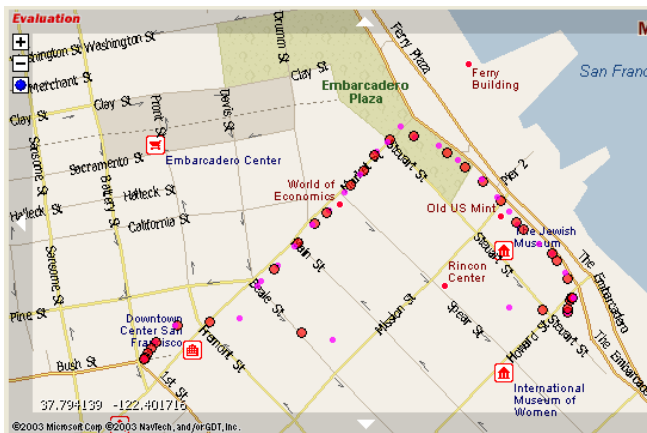 Evaluation
M
Washington St Washington St
Drumm St
Ferry Plaza
Merchant St
Clay St
Ferry
Building
San Franc
Embarcadero
Plaza
Clay St
Clay St
Front St
Davis St
Sansome St
Battery St
Sacramento St
Embarcadero Center
Steuart St
Market St
Pier 2
Halleck St
Halleck St
World of
Economics
California St
Old US Mint
The Jewish
Museum
Main St
Steuart St
Sansome St
Rincon
Center
The Embarcadero
Beale St
Mission St
Spear St
Pine St
Downtown
Center San
Francisco
Fremont St
Howard St
Steuart St
The Embarc
Bush St
1st St
International
Museum of
Women
37.794139 -122.401716
©2003 Microsoft Corp ©2003 NavTech, and/or GDT, Inc.